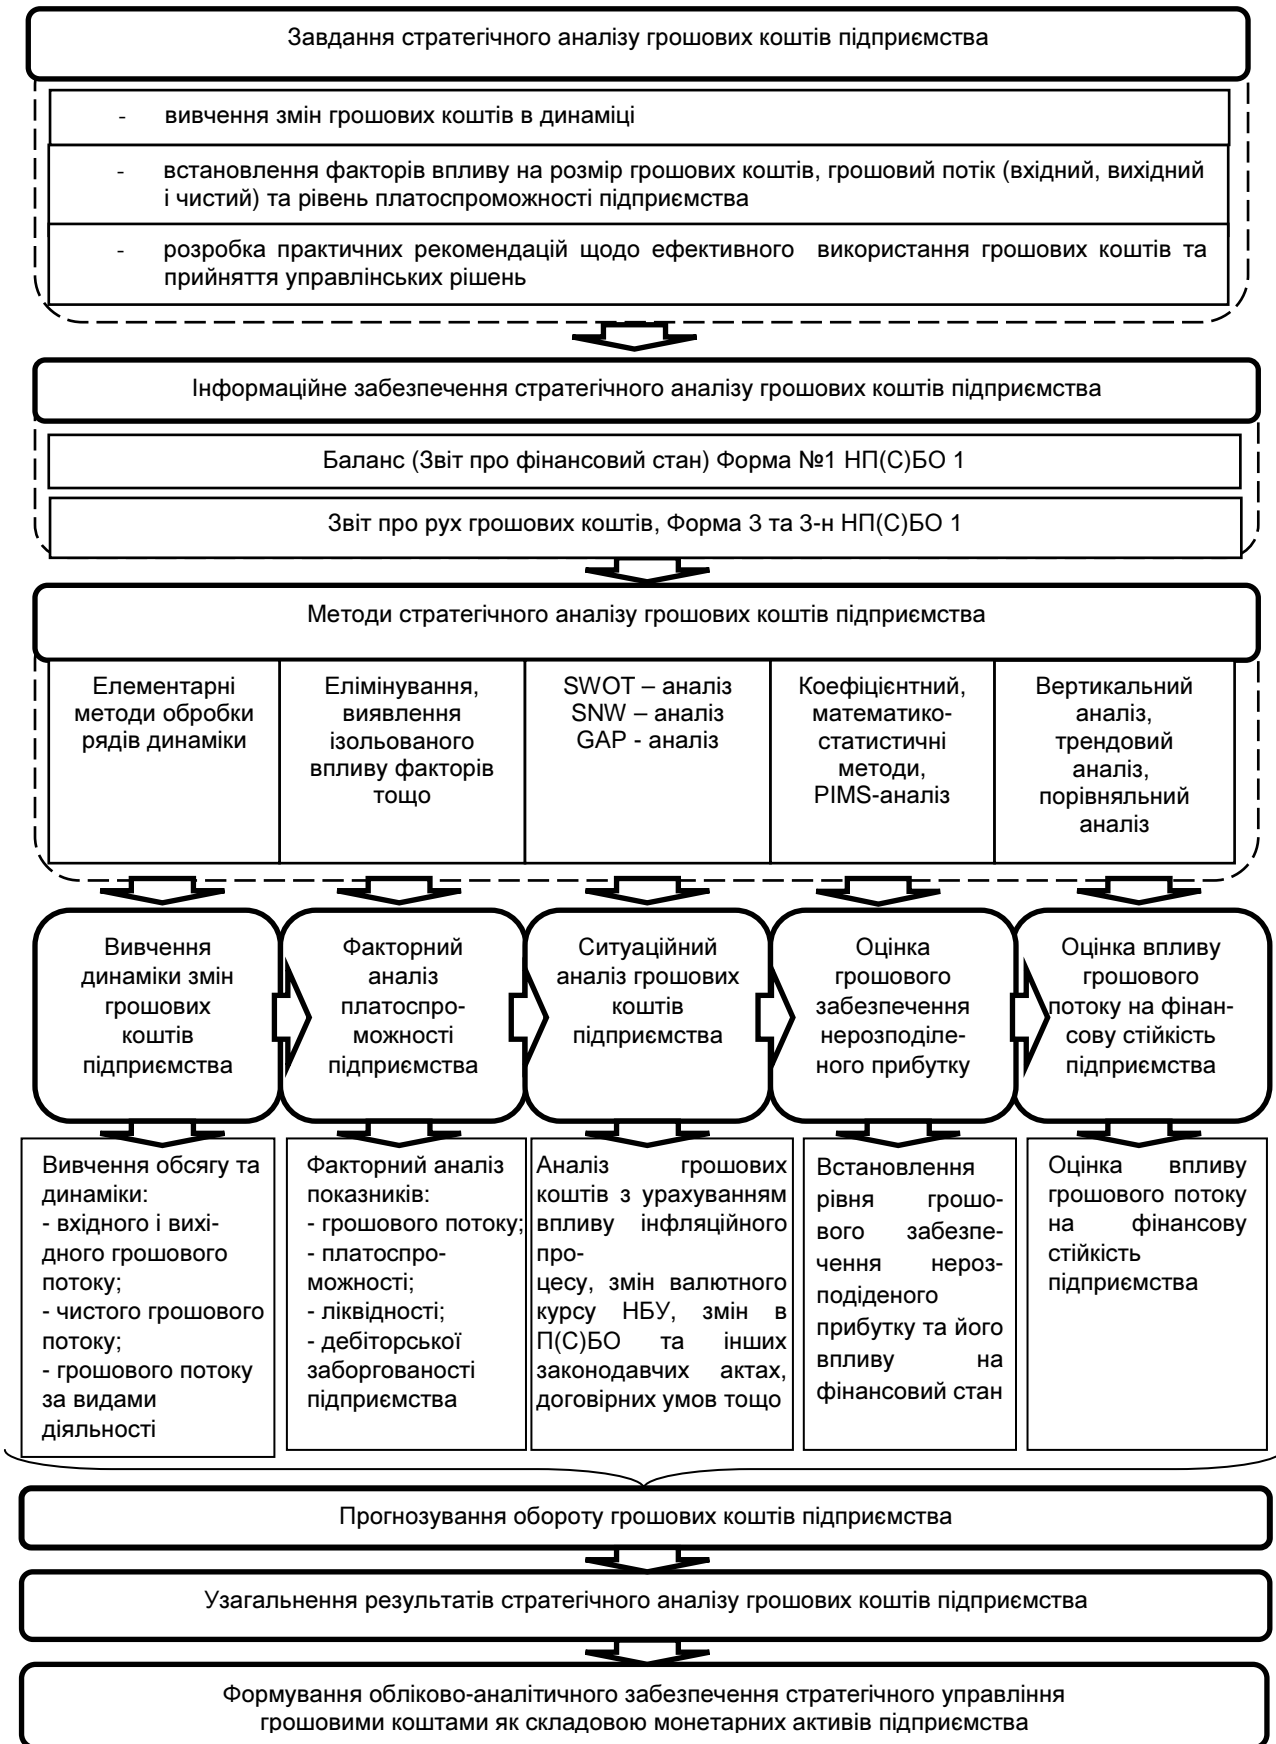 Завдання стратегічного аналізу грошових коштів підприємства
- вивчення змін грошових коштів в динаміці
- встановлення факторів впливу на розмір грошових коштів, грошовий потік (вхідний, вихідний
і чистий) та рівень платоспроможності підприємства
- розробка практичних рекомендацій щодо ефективного використання грошових коштів та
прийняття управлінських рішень
Інформаційне забезпечення стратегічного аналізу грошових коштів підприємства
Баланс (Звіт про фінансовий стан) Форма №1 НП(С)БО 1
Звіт про рух грошових коштів, Форма 3 та 3-н НП(С)БО 1
Методи стратегічного аналізу грошових коштів підприємства
Елементарні
методи обробки
рядів динаміки
Елімінування,
виявлення
ізольованого
впливу факторів
тощо
SWOT – аналіз
SNW – аналіз
GAP - аналіз
Коефіцієнтний,
математико-
статистичні
методи,
PIMS-аналіз
Вертикальний
аналіз,
трендовий
аналіз,
порівняльний
аналіз
Вивчення
динаміки змін
грошових
коштів
підприємства
Факторний
аналіз
платоспро-
можності
підприємства
Ситуаційний
аналіз грошових
коштів
підприємства
Оцінка
грошового
забезпечення
нерозподіле-
ного прибутку
Оцінка впливу
грошового
потоку на фінан-
сову стійкість
підприємства
Вивчення обсягу та
динаміки:
- вхідного і вихі-
дного грошового
потоку;
- чистого грошового
потоку;
- грошового потоку
за видами
діяльності
Факторний аналіз
показників:
- грошового потоку;
- платоспро-
можності;
- ліквідності;
- дебіторської
заборгованості
підприємства
Аналіз грошових
коштів з урахуванням
впливу інфляційного
про-
цесу, змін валютного
курсу НБУ, змін в
П(С)БО та інших
законодавчих актах,
договірних умов тощо
Встановлення
рівня грошо-
вого забезпе-
чення нероз-
поділеного
прибутку та його
впливу на
фінансовий стан
Оцінка впливу
грошового потоку
на фінансову
стійкість
підприємства
Прогнозування обороту грошових коштів підприємства
Узагальнення результатів стратегічного аналізу грошових коштів підприємства
Формування обліково-аналітичного забезпечення стратегічного управління
грошовими коштами як складовою монетарних активів підприємства